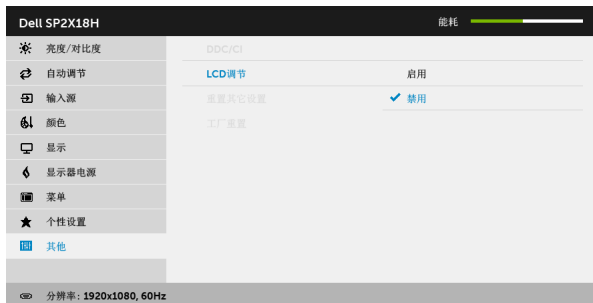 Dell SP2X18H 能耗
亮度/对比度 DDC/CI
自动调节 LCD调节 启用
输入源 重置其它设置 禁用
颜色 工厂重置
显示
显示器电源
菜单
个性设置
其他
分辨率: 1920x1080, 60Hz